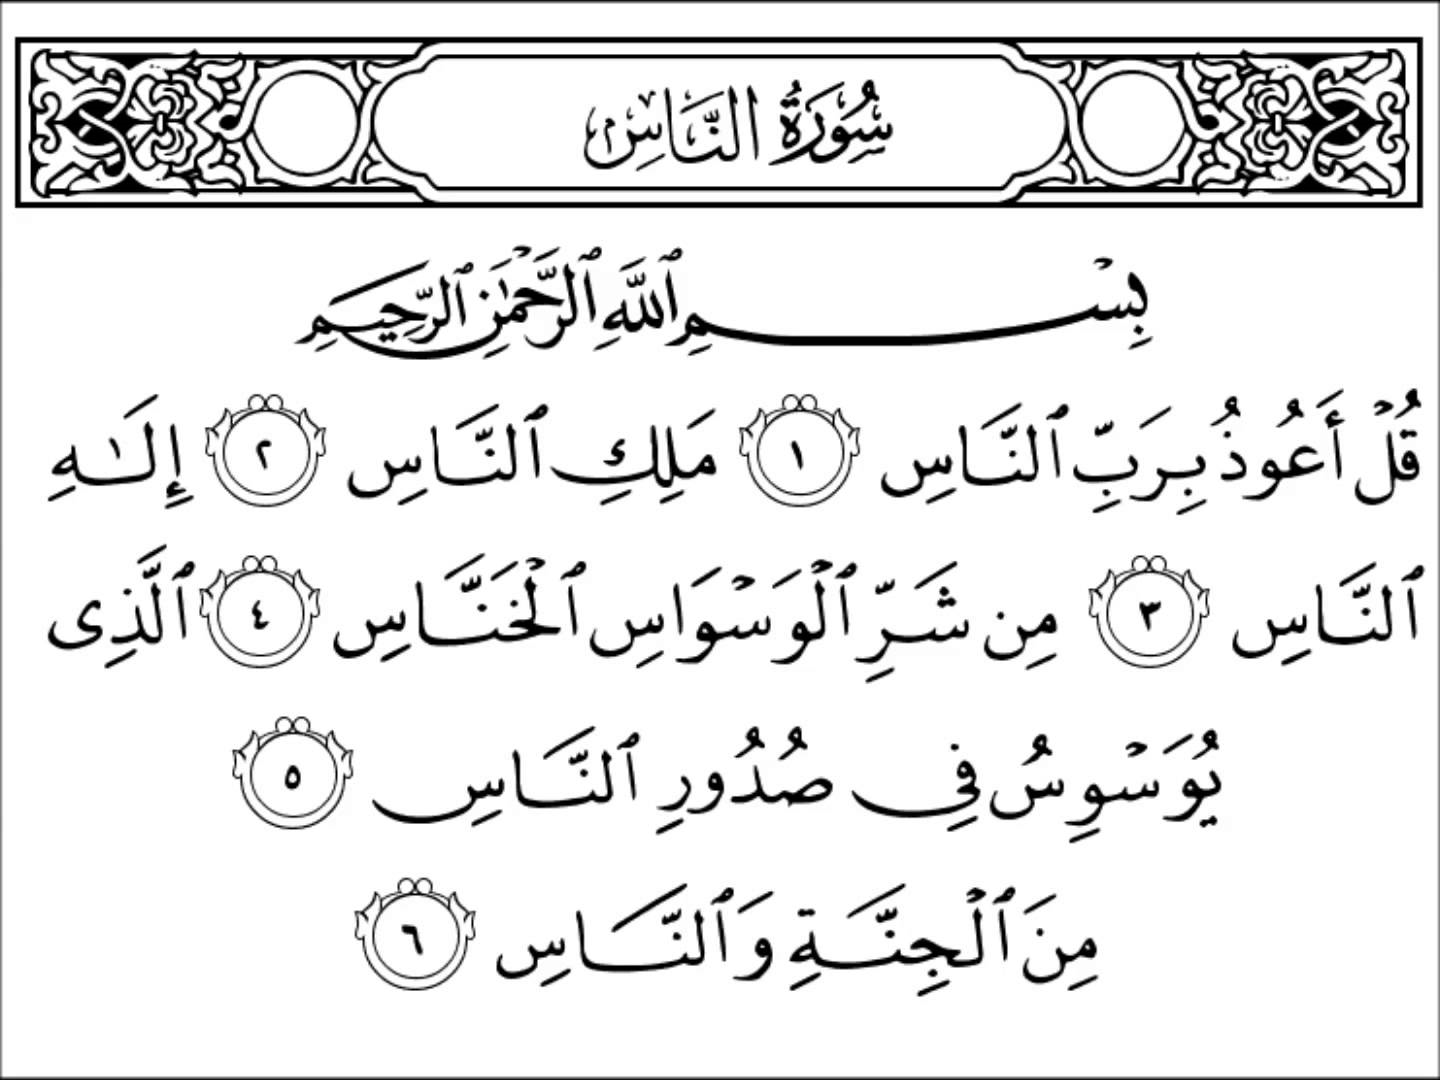 سُورَةُ النَّاسِ
بِسْمِ ٱللَّهِ ٱلرَّحْمَٰنِ ٱلرَّحِيمِ
قُلْ أَعُوذُ بِرَبِّ ٱلنَّاسِ ١ مَلِكِ ٱلنَّاسِ ٢ إِلَٰهِ
ٱلنَّاسِ ٣ مِن شَرِّ ٱلْوَسْوَاسِ ٱلْخَنَّاسِ ٤ ٱلَّذِى
يُوَسْوِسُ فِى صُدُورِ ٱلنَّاسِ ٥
مِنَ ٱلْجِنَّةِ وَٱلنَّاسِ ٦